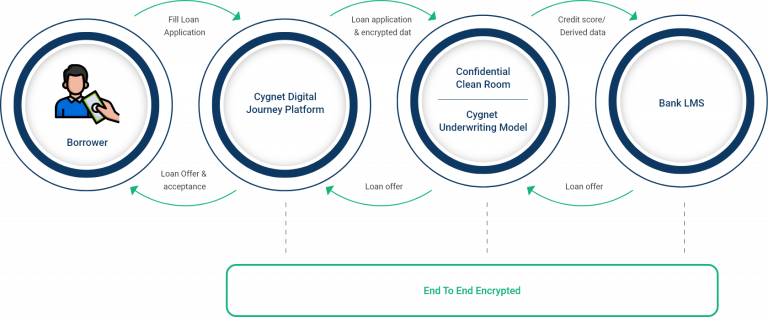 Fill Loan
Application
Loan application
& encrypted dat
Credit score/
Derived data
Borrower
Cygnet Digital
Journey Platform
Confidential
Clean Room
Cygnet
Underwriting Model
Bank LMS
Loan Offer &
acceptance
Loan offer
Loan offer
End To End Encrypted